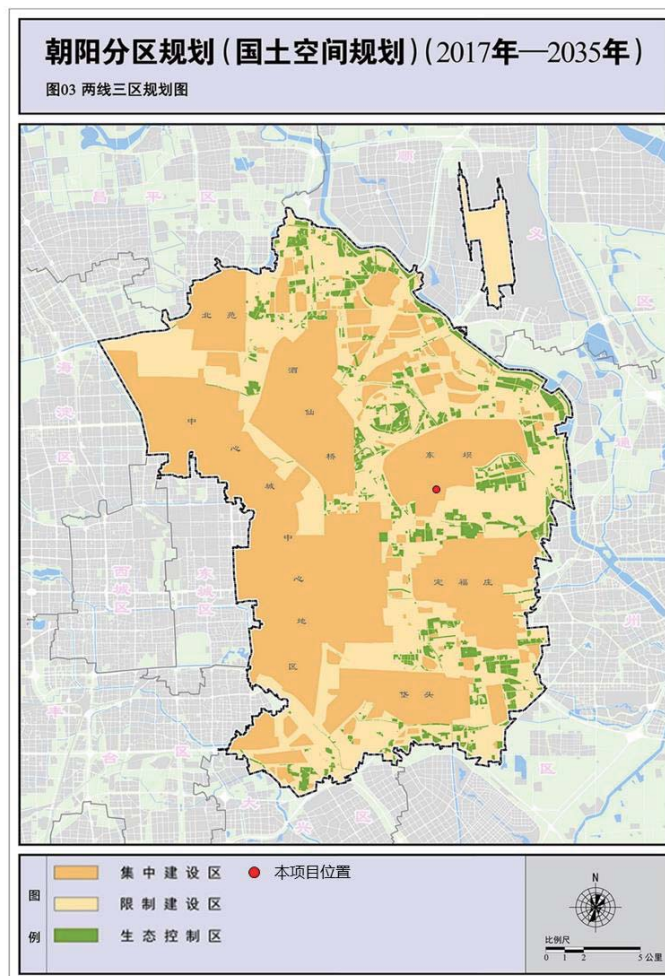 朝阳分区规划(国土空间规划)(2017年—2035年)
图03 两线三区规划图
昌平区
顺
义
区
北苑
海淀区
酒仙桥
中心城中心地区
东坝
通
州
区
西城区
东城区
定福庄
垡头
丰台区
大兴区
图例
集中建设区
本项目位置
限制建设区
生态控制区
N
比例尺
0 1 2 5 公里